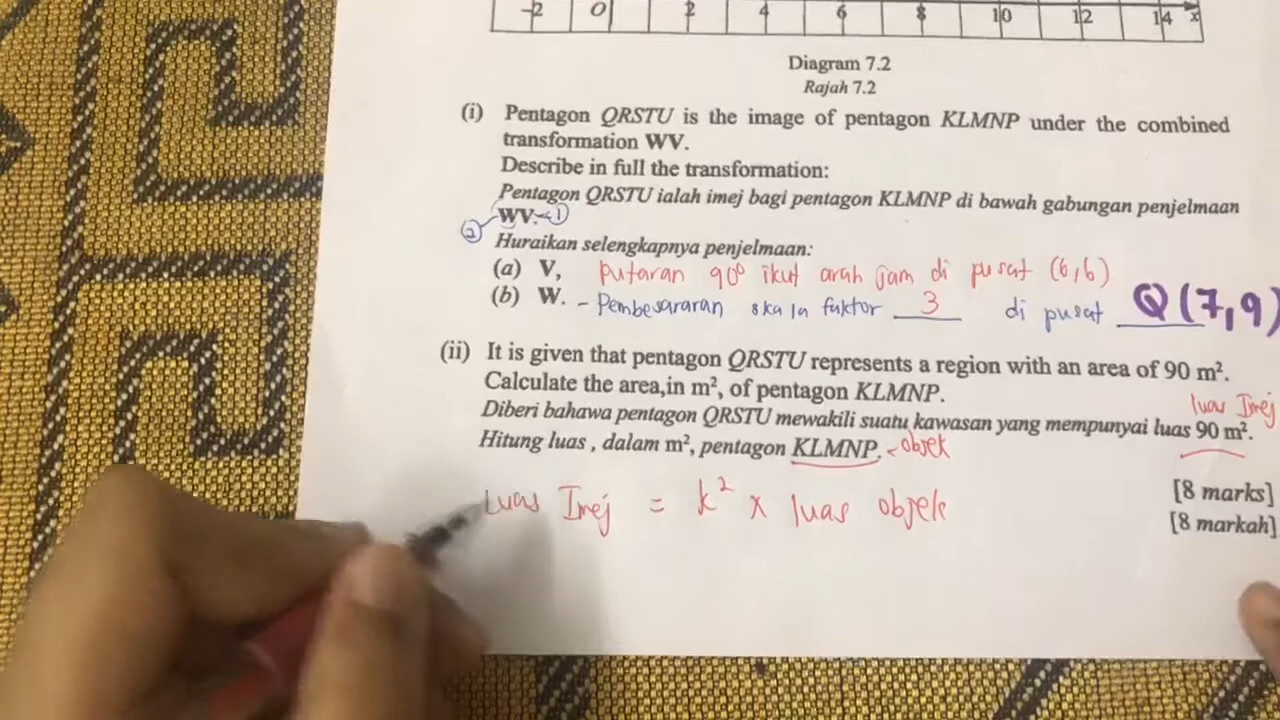 -2 O 2 4 6 8 10 12 14 x
Diagram 7.2
Rajah 7.2
(i) Pentagon QRSTU is the image of pentagon KLMNP under the combined
transformation WV.
Describe in full the transformation:
Pentagon QRSTU ialah imej bagi pentagon KLMNP di bawah gabungan penjelmaan
WV. 1
2
Huraikan selengkapnya penjelmaan:
(a) V, putaran 90° ikut arah jam di pusat (6,6)
(b) W. - Pembesararan skala faktor 3 di pusat Q (7,9)
(ii) It is given that pentagon QRSTU represents a region with an area of 90 m².
Calculate the area,in m², of pentagon KLMNP.
luas Imej
Diberi bahawa pentagon QRSTU mewakili suatu kawasan yang mempunyai luas 90 m².
Hitung luas , dalam m², pentagon KLMNP. - objek
[8 marks]
luas Imej = k² x luas objek
[8 markah]